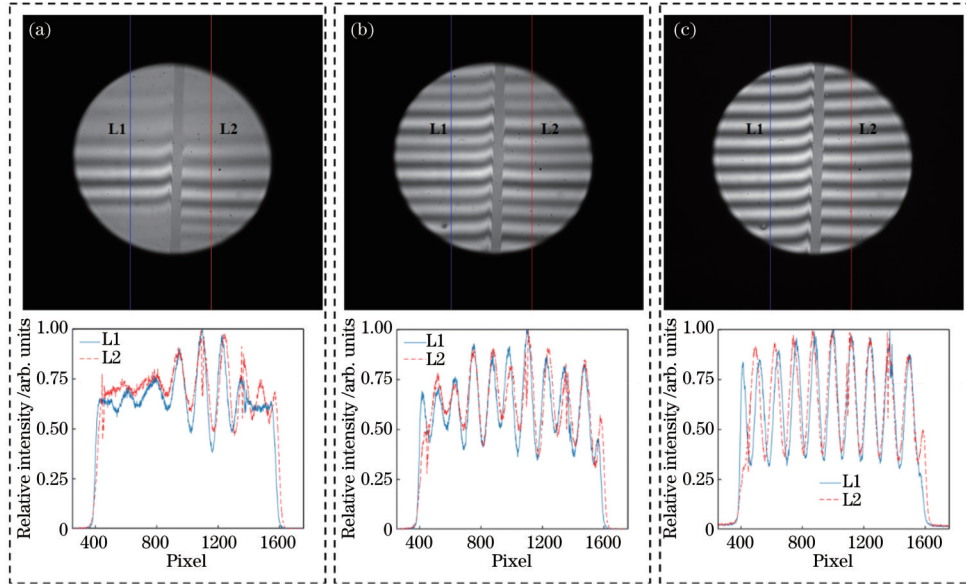 (a)
L1
L2
1.00
0.75
0.50
0.25
0
L1
L2
400
800
1200
1600
Pixel
Relative intensity /arb. units
(b)
L1
L2
1.00
0.75
0.50
0.25
0
L1
L2
400
800
1200
1600
Pixel
Relative intensity /arb. units
(c)
L1
L2
1.00
0.75
0.50
0.25
0
L1
L2
400
800
1200
1600
Pixel
Relative intensity /arb. units